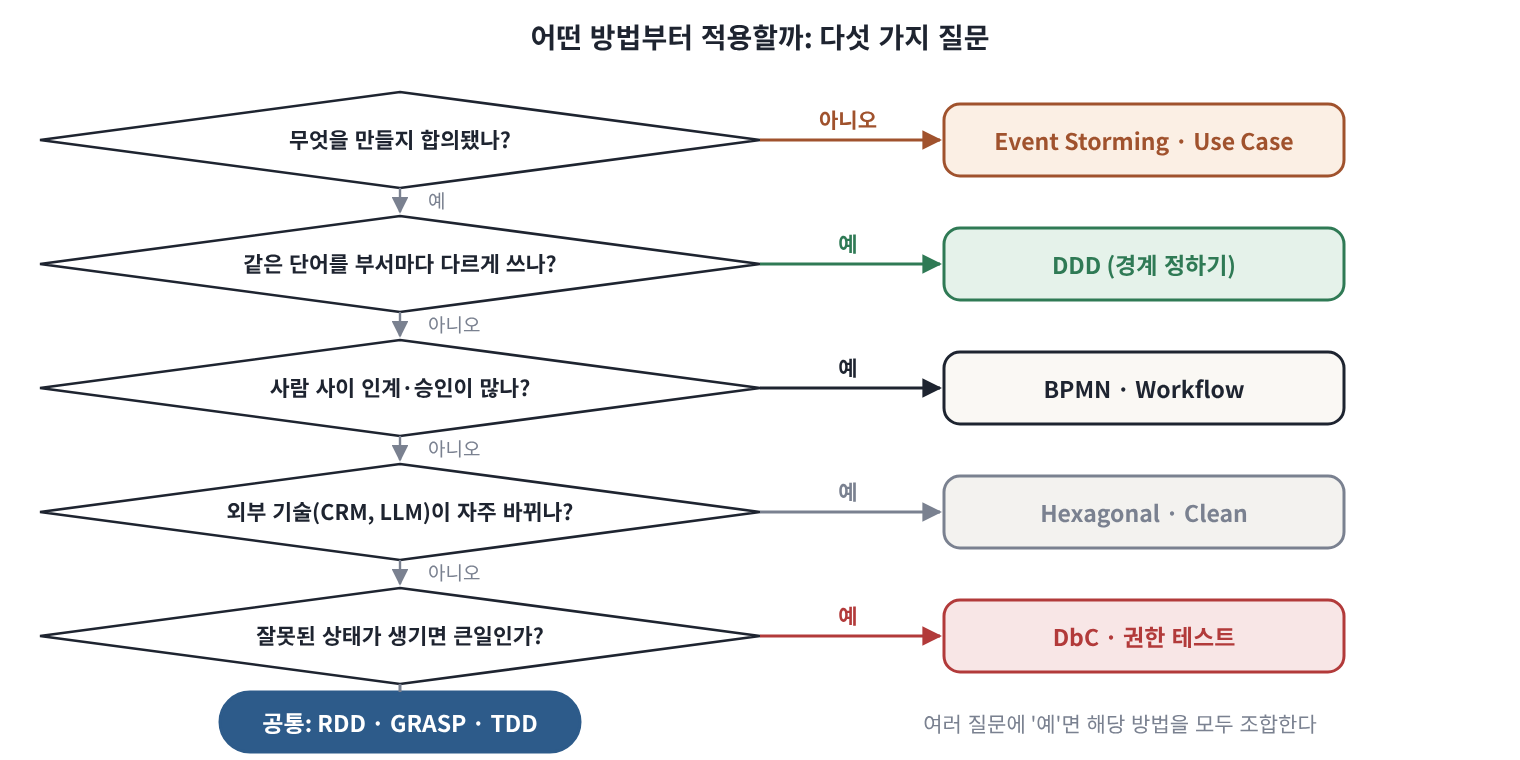 어떤 방법부터 적용할까: 다섯 가지 질문
무엇을 만들지 합의됐나?
아니오
Event Storming · Use Case
예
같은 단어를 부서마다 다르게 쓰나?
예
DDD (경계 정하기)
아니오
사람 사이 인계·승인이 많나?
예
BPMN · Workflow
아니오
외부 기술(CRM, LLM)이 자주 바뀌나?
예
Hexagonal · Clean
아니오
잘못된 상태가 생기면 큰일인가?
예
DbC · 권한 테스트
공통: RDD · GRASP · TDD
여러 질문에 '예'면 해당 방법을 모두 조합한다